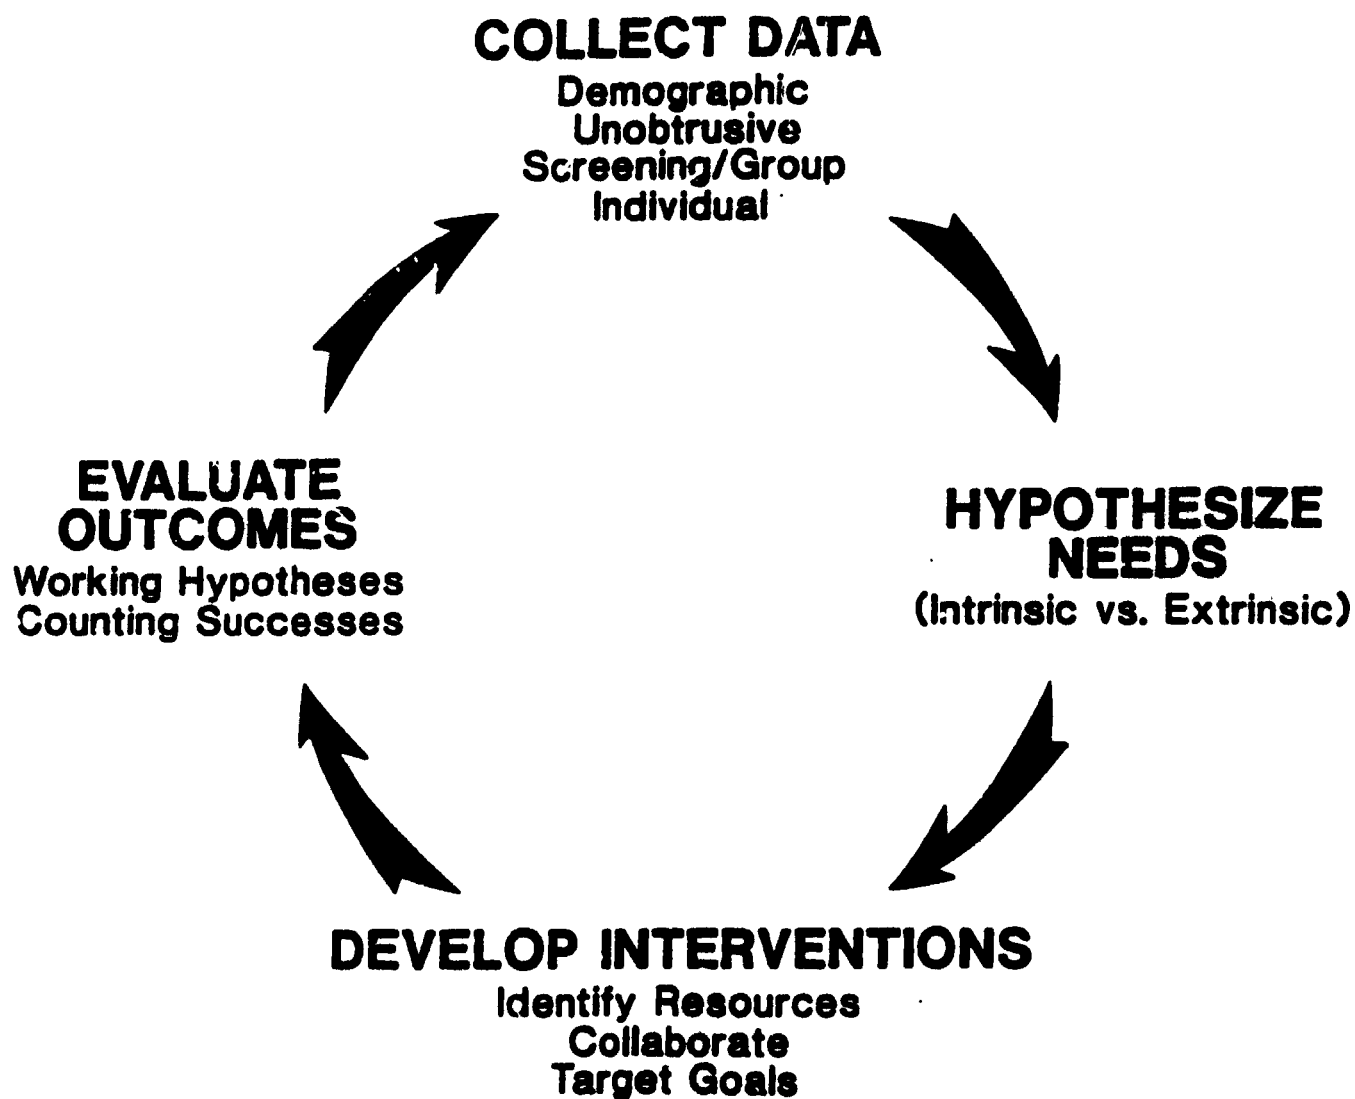 COLLECT DATA
Demographic
Unobtrusive
Screening/Group
Individual
EVALUATE
OUTCOMES
Working Hypotheses
Counting Successes
HYPOTHESIZE
NEEDS
(Intrinsic vs. Extrinsic)
DEVELOP INTERVENTIONS
Identify Resources
Collaborate
Target Goals